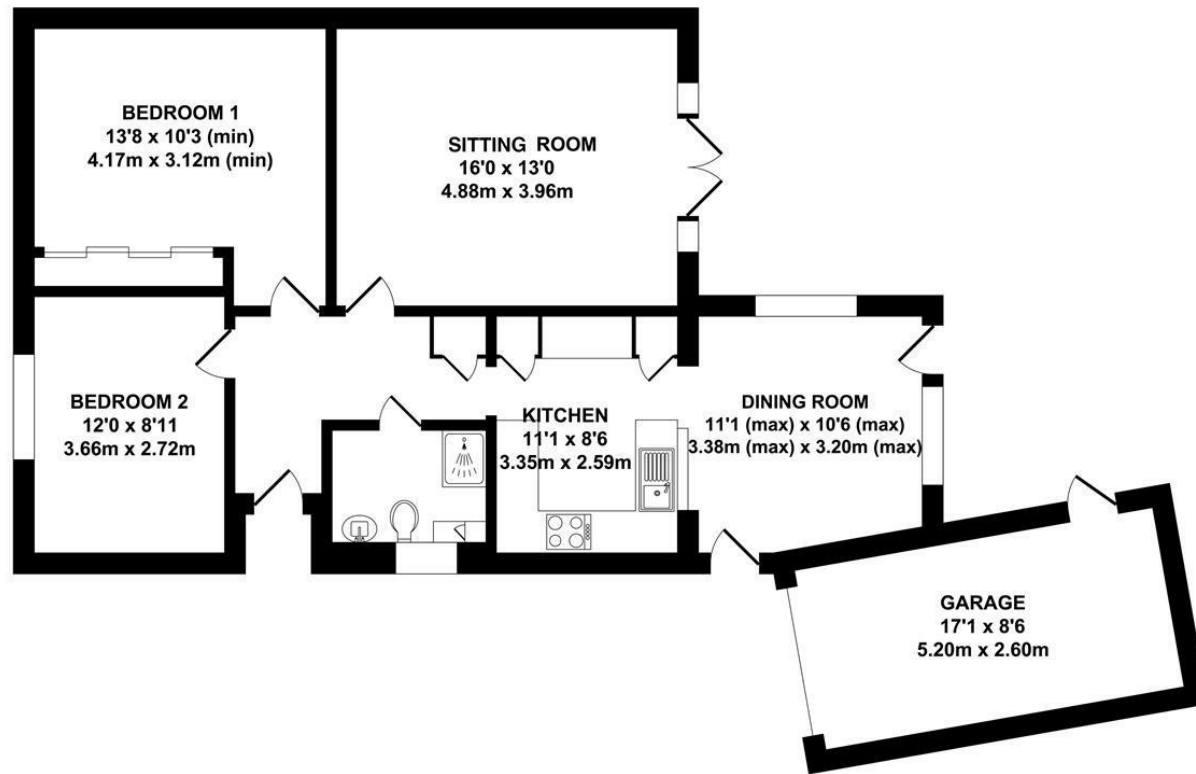 BEDROOM 1
13'8 x 10'3 (min)
4.17m x 3.12m (min)
SITTING ROOM
16'0 x 13'0
4.88m x 3.96m
BEDROOM 2
12'0 x 8'11
3.66m x 2.72m
KITCHEN
11'1 x 8'6
3.35m x 2.59m
DINING ROOM
11'1 (max) x 10'6 (max)
3.38m (max) x 3.20m (max)
GARAGE
17'1 x 8'6
5.20m x 2.60m